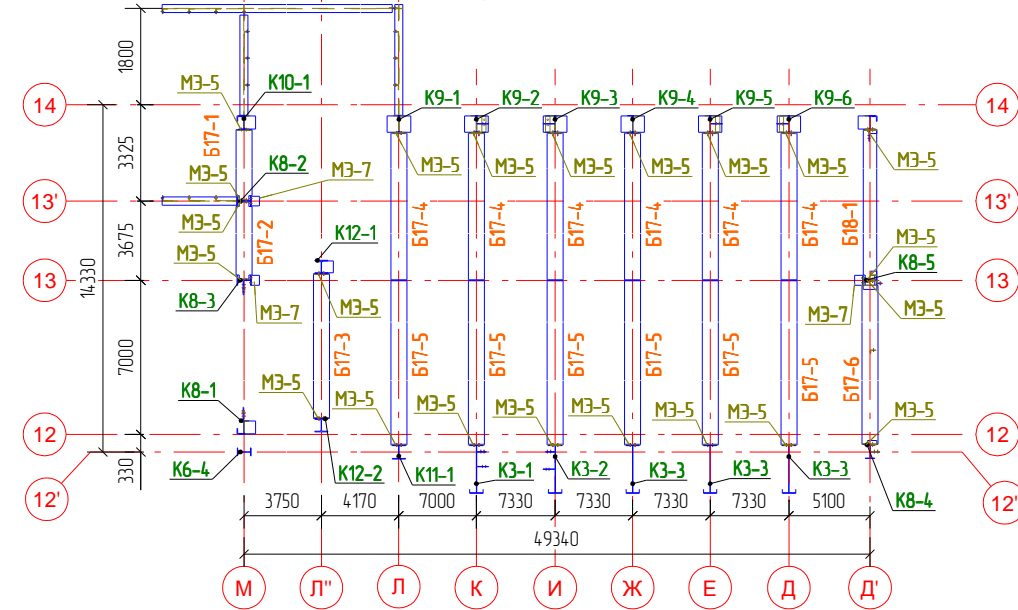 1800
14
МЭ-5
К10-1
К9-1
К9-2
К9-3
К9-4
К9-5
К9-6
14
3325
Б17-1
МЭ-5
К8-2
МЭ-7
МЭ-5
МЭ-5
МЭ-5
МЭ-5
МЭ-5
МЭ-5
МЭ-5
13'
13'
МЭ-5
Б17-2
Б17-4
Б17-4
Б17-4
Б17-4
Б17-4
Б17-4
Б18-1
3675
К12-1
МЭ-5
МЭ-5
К8-5
14330
13
13
К8-3
МЭ-7
МЭ-5
МЭ-7
МЭ-5
7000
Б17-3
Б17-5
Б17-5
Б17-5
Б17-5
Б17-5
Б17-5
Б17-6
К8-1
МЭ-5
МЭ-5
МЭ-5
МЭ-5
МЭ-5
МЭ-5
МЭ-5
МЭ-5
12
12
330
К6-4
К12-2
К11-1
К3-1
К3-2
К3-3
К3-3
К3-3
К8-4
12'
12'
3750
4170
7000
7330
7330
7330
7330
5100
49340
М
Л"
Л
К
И
Ж
Е
Д
Д'